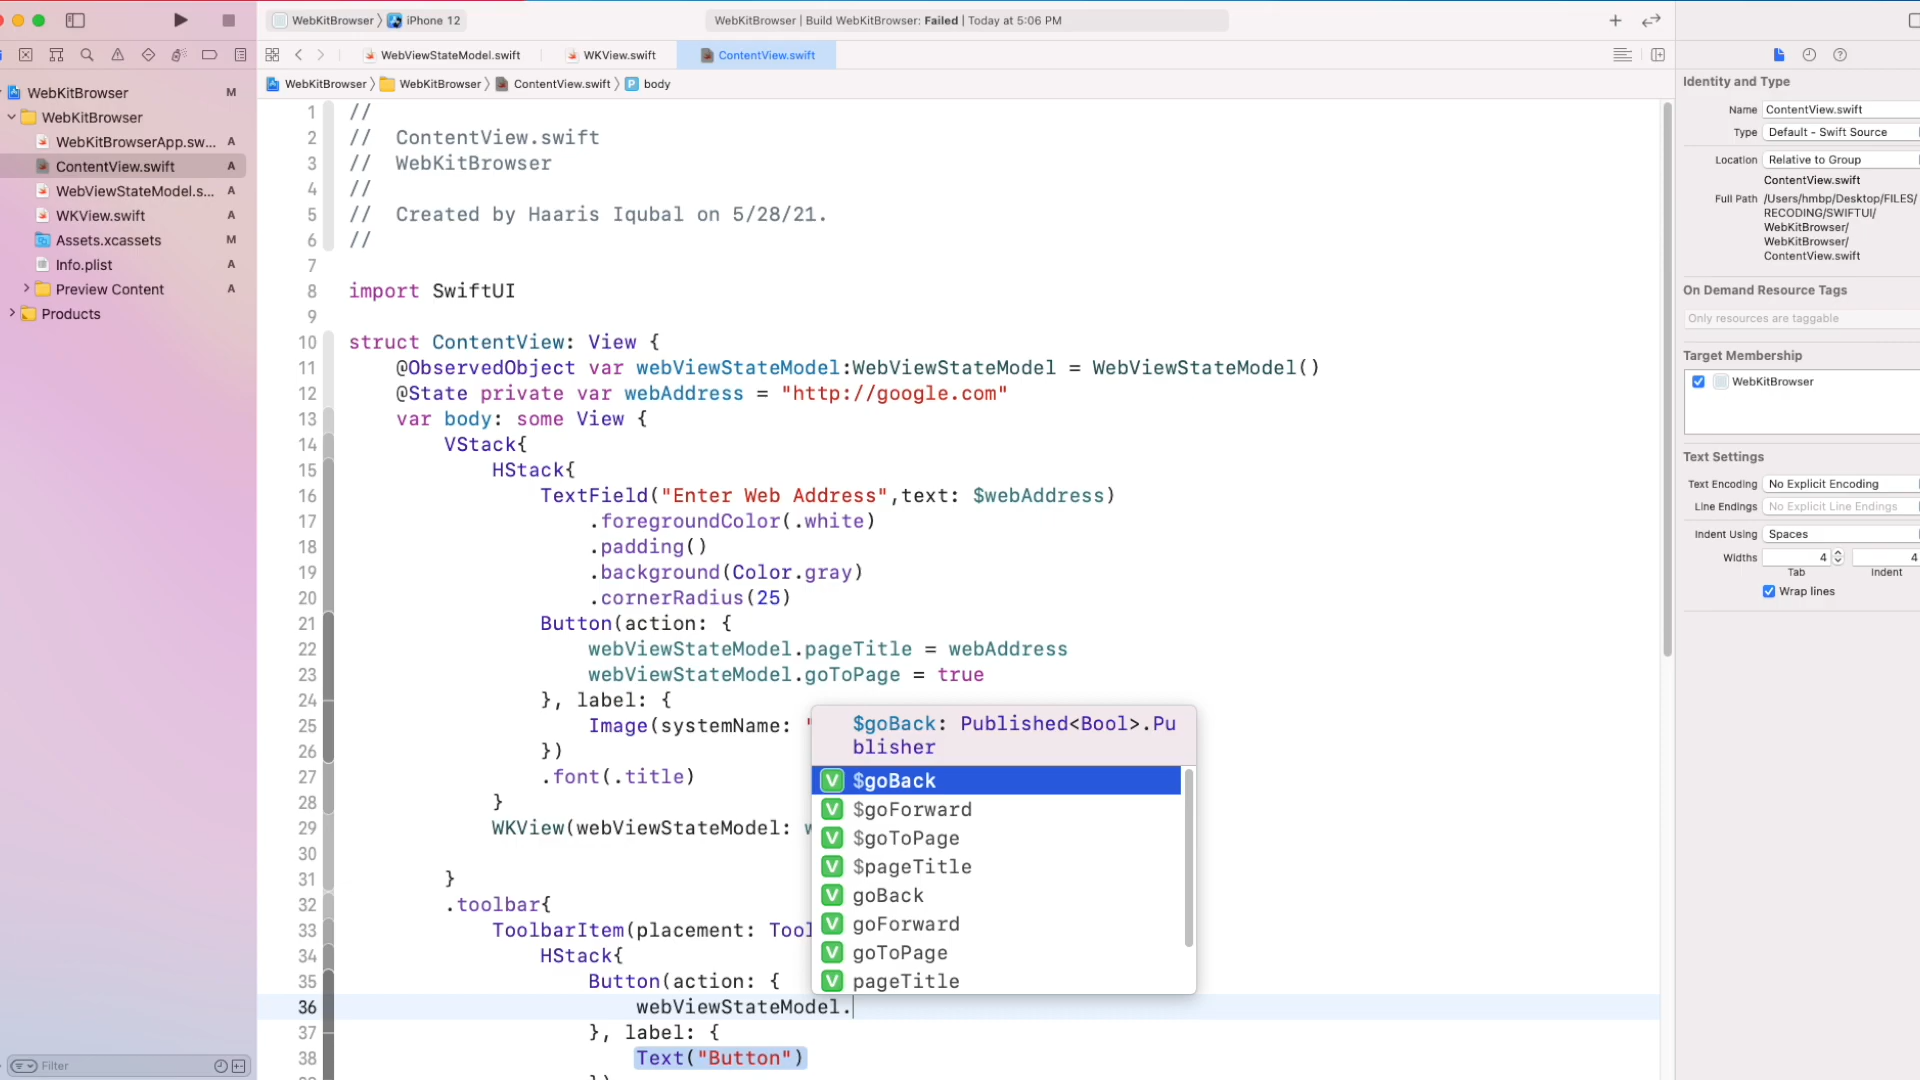 WebKitBrowser
iPhone 12
WebKitBrowser | Build WebKitBrowser: Failed | Today at 5:06 PM
WebViewStateModel.swift
WKView.swift
ContentView.swift
WebKitBrowser
WebKitBrowser
ContentView.swift
P body
WebKitBrowser M
WebKitBrowser
WebKitBrowserApp.sw... A
ContentView.swift A
WebViewStateModel.s... A
WKView.swift A
Assets.xcassets M
Info.plist A
Preview Content A
Products
Filter
1 //
2 // ContentView.swift
3 // WebKitBrowser
4 //
5 // Created by Haaris Iqubal on 5/28/21.
6 //
7
8 import SwiftUI
9
10 struct ContentView: View {
11 @ObservedObject var webViewStateModel:WebViewStateModel = WebViewStateModel()
12 @State private var webAddress = "http://google.com"
13 var body: some View {
14 VStack{
15 HStack{
16 TextField("Enter Web Address",text: $webAddress)
17 .foregroundColor(.white)
18 .padding()
19 .background(Color.gray)
20 .cornerRadius(25)
21 Button(action: {
22 webViewStateModel.pageTitle = webAddress
23 webViewStateModel.goToPage = true
24 }, label: {
25 Image(systemName: "
26 })
27 .font(.title)
28 }
29 WKView(webViewStateModel: w
30
31 }
32 .toolbar{
33 ToolbarItem(placement: Tool
34 HStack{
35 Button(action: {
36 webViewStateModel.
37 }, label: {
38 Text("Button")
})
$goBack: Published<Bool>.Pu
blisher
V $goBack
V $goForward
V $goToPage
V $pageTitle
V goBack
V goForward
V goToPage
V pageTitle
Identity and Type
Name ContentView.swift
Type Default - Swift Source
Location Relative to Group
ContentView.swift
Full Path /Users/hmbp/Desktop/FILES/
RECODING/SWIFTUI/
WebKitBrowser/
WebKitBrowser/
ContentView.swift
On Demand Resource Tags
Only resources are taggable
Target Membership
WebKitBrowser
Text Settings
Text Encoding No Explicit Encoding
Line Endings No Explicit Line Endings
Indent Using Spaces
Widths 4 4
Tab Indent
Wrap lines